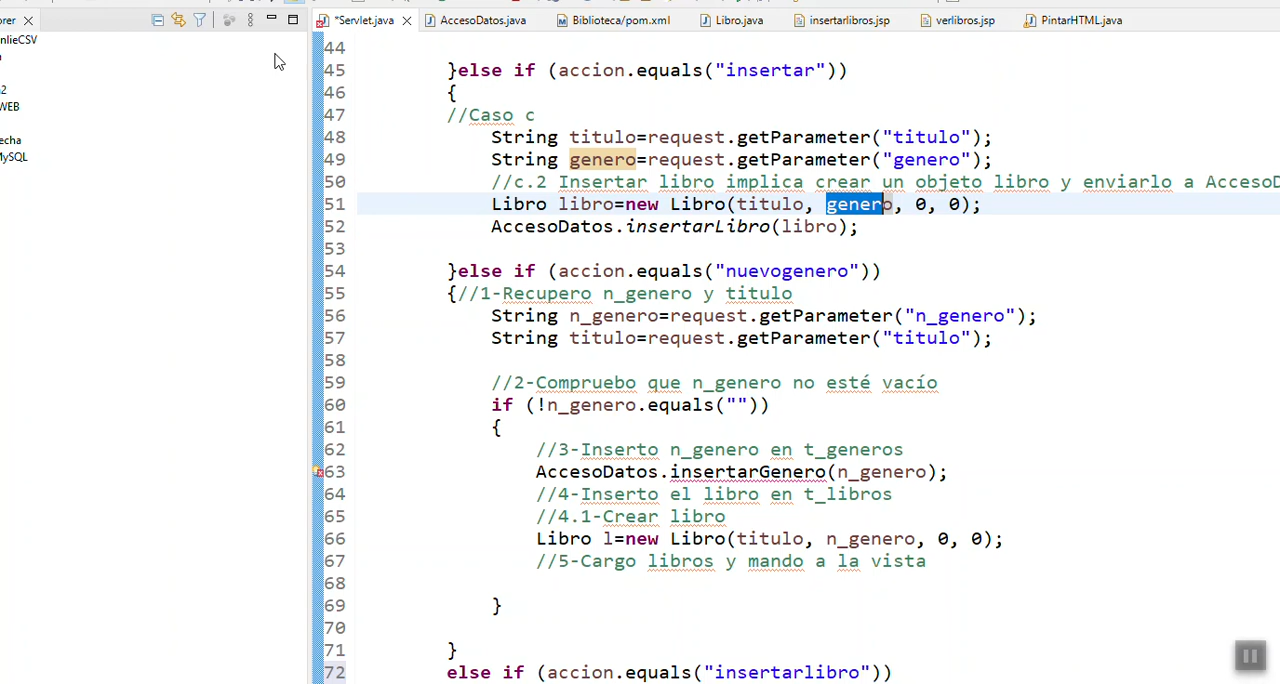 orer
*Servlet.java AccesoDatos.java Biblioteca/pom.xml Libro.java insertarlibros.jsp verlibros.jsp PintarHTML.java
nlieCSV
a2
WEB
echa
MySQL
44
45 }else if (accion.equals("insertar"))
46 {
47 //Caso c
48 String titulo=request.getParameter("titulo");
49 String genero=request.getParameter("genero");
50 //c.2 Insertar libro implica crear un objeto libro y enviarlo a AccesoD
51 Libro libro=new Libro(titulo, genero, 0, 0);
52 AccesoDatos.insertarLibro(libro);
53
54 }else if (accion.equals("nuevogenero"))
55 {//1-Recupero n_genero y titulo
56 String n_genero=request.getParameter("n_genero");
57 String titulo=request.getParameter("titulo");
58
59 //2-Compruebo que n_genero no esté vacío
60 if (!n_genero.equals(""))
61 {
62 //3-Inserto n_genero en t_generos
63 AccesoDatos.insertarGenero(n_genero);
64 //4-Inserto el libro en t_libros
65 //4.1-Crear libro
66 Libro l=new Libro(titulo, n_genero, 0, 0);
67 //5-Cargo libros y mando a la vista
68
69 }
70
71 }
72 else if (accion.equals("insertarlibro"))